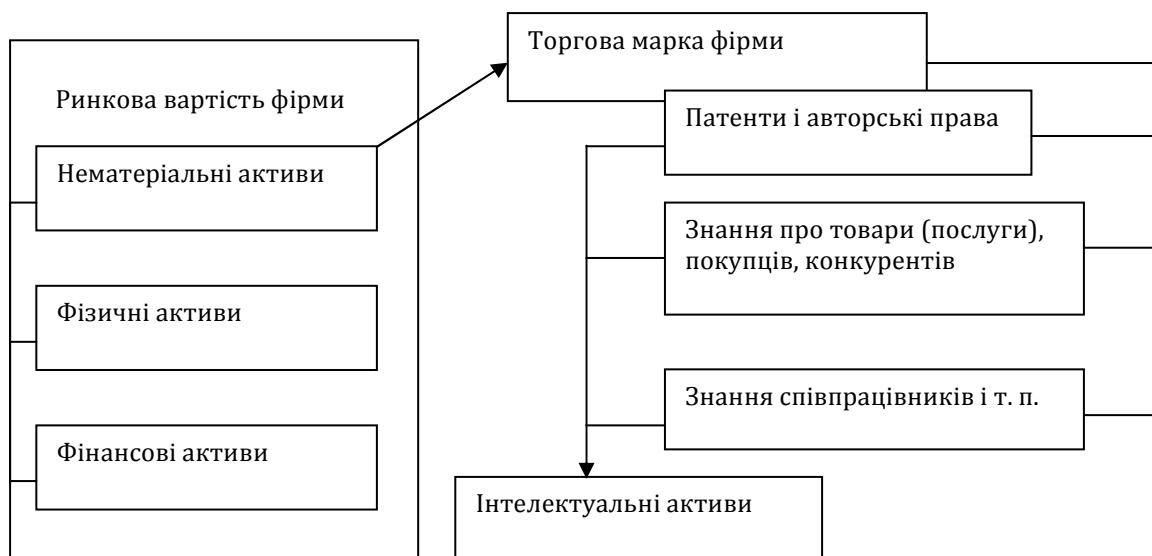 Ринкова вартість фірми
Нематеріальні активи
Фізичні активи
Фінансові активи
Торгова марка фірми
Патенти і авторські права
Знання про товари (послуги),
покупців, конкурентів
Знання співпрацівників і т. п.
Інтелектуальні активи